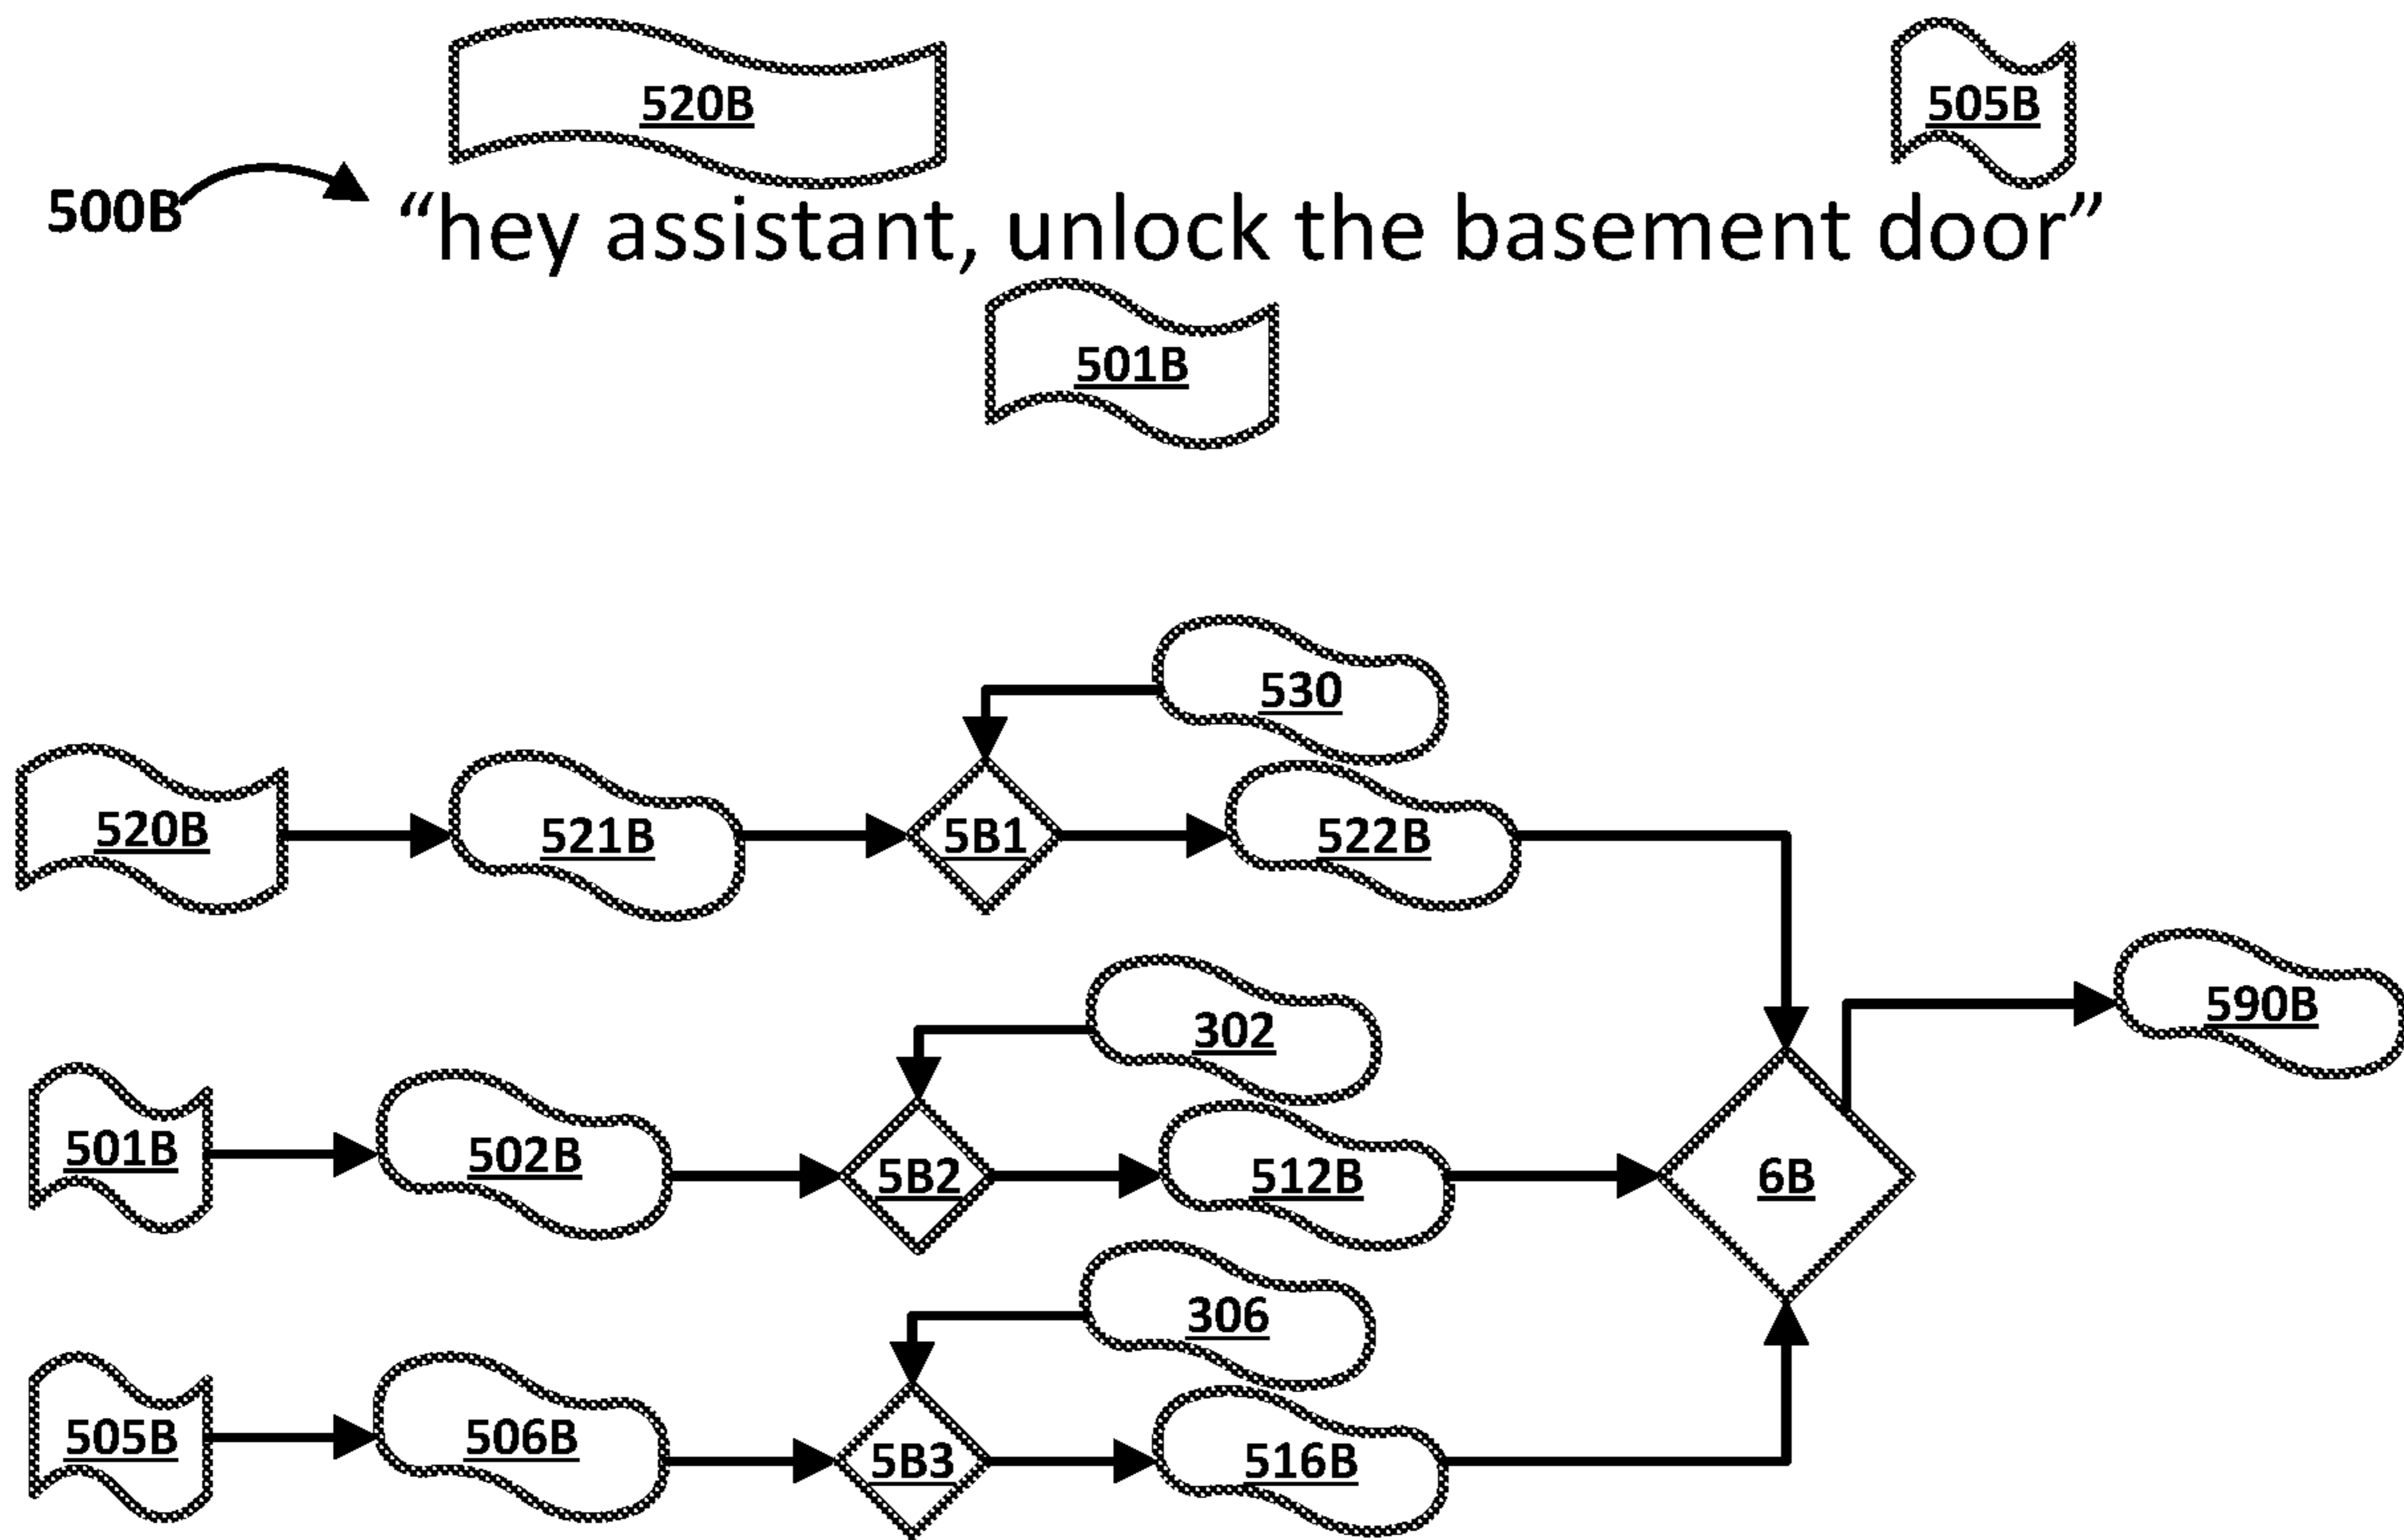 520B
505B
500B
“hey assistant, unlock the basement door”
501B
530
520B
521B
5B1
522B
302
590B
501B
502B
5B2
512B
6B
306
505B
506B
5B3
516B